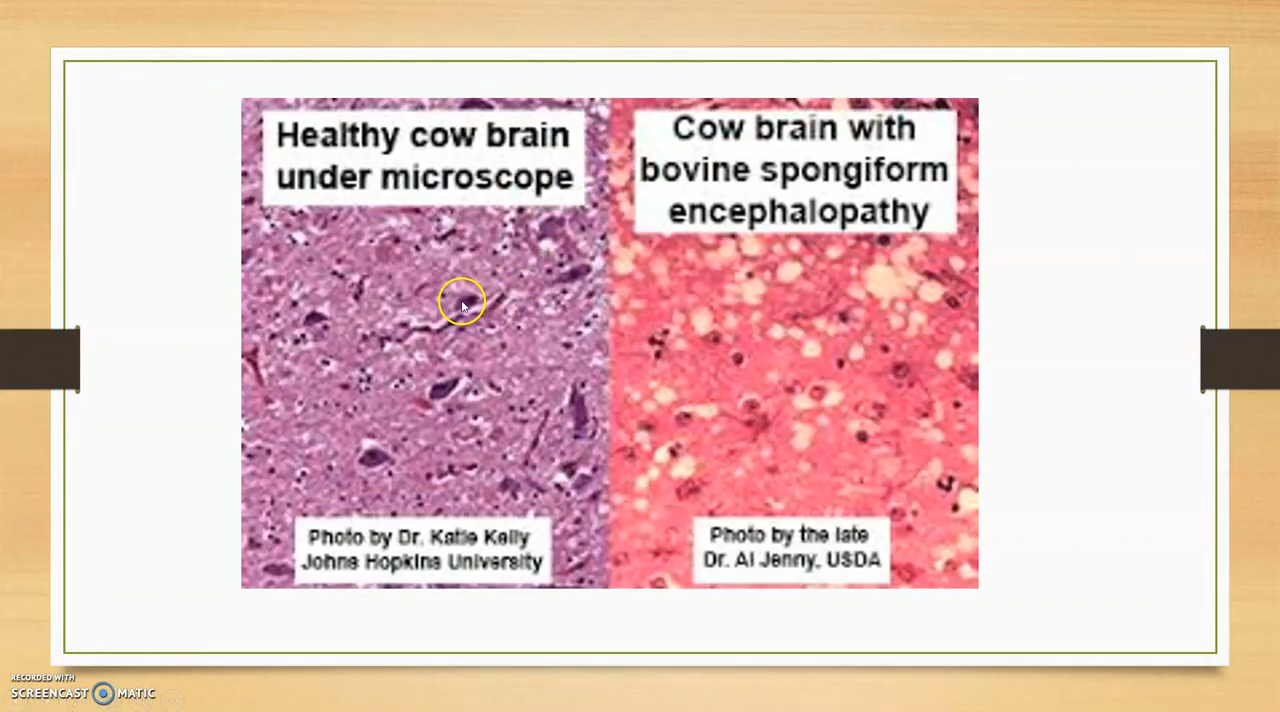 Healthy cow brain
under microscope
Cow brain with
bovine spongiform
encephalopathy
Photo by Dr. Katie Kelly
Johns Hopkins University
Photo by the late
Dr. Al Jenny, USDA
RECORDED WITH
SCREENCAST MATIC